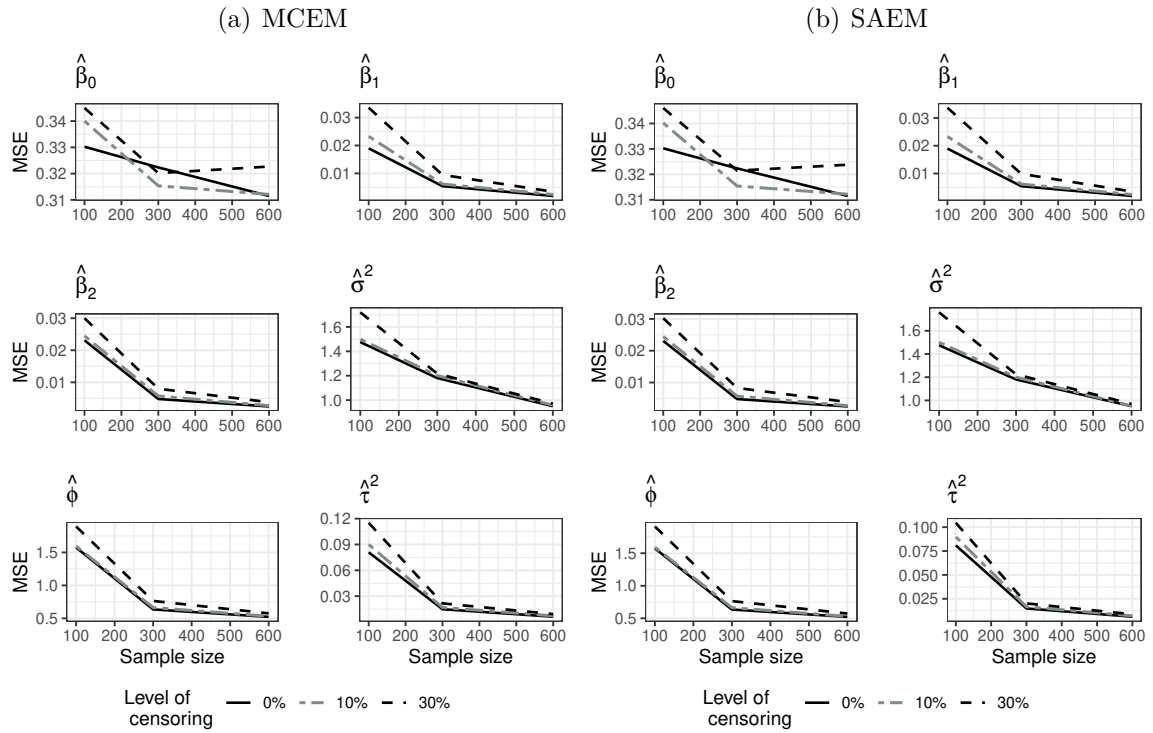 (a) MCEM
(b) SAEM
β̂0
β̂1
β̂0
β̂1
MSE
0.34
0.33
0.32
0.31
100 200 300 400 500 600
0.03
0.02
0.01
100 200 300 400 500 600
MSE
0.34
0.33
0.32
0.31
100 200 300 400 500 600
0.03
0.02
0.01
100 200 300 400 500 600
β̂2
σ̂2
β̂2
σ̂2
MSE
0.03
0.02
0.01
100 200 300 400 500 600
1.6
1.4
1.2
1.0
100 200 300 400 500 600
MSE
0.03
0.02
0.01
100 200 300 400 500 600
1.6
1.4
1.2
1.0
100 200 300 400 500 600
ϕ̂
τ̂2
ϕ̂
τ̂2
MSE
1.5
1.0
0.5
100 200 300 400 500 600
Sample size
0.12
0.09
0.06
0.03
100 200 300 400 500 600
Sample size
MSE
1.5
1.0
0.5
100 200 300 400 500 600
Sample size
0.100
0.075
0.050
0.025
100 200 300 400 500 600
Sample size
Level of
censoring
0% 10% 30%
Level of
censoring
0% 10% 30%